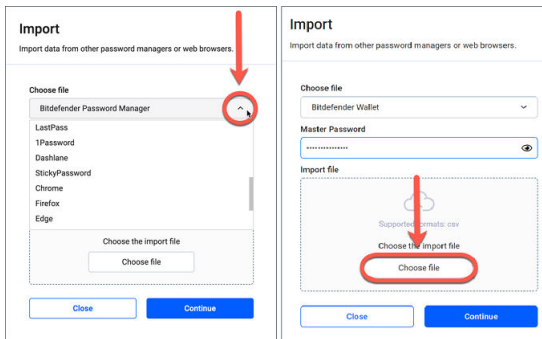 Import
Import data from other password managers or web browsers.
Choose file
Bitdefender Password Manager
LastPass
1Password
Dashlane
StickyPassword
Chrome
Firefox
Edge
Choose the import file
Choose file
Close
Continue
Import
Import data from other password managers or web browsers.
Choose file
Bitdefender Wallet
Master Password
Import file
Supported formats: csv
Choose the import file
Choose file
Close
Continue